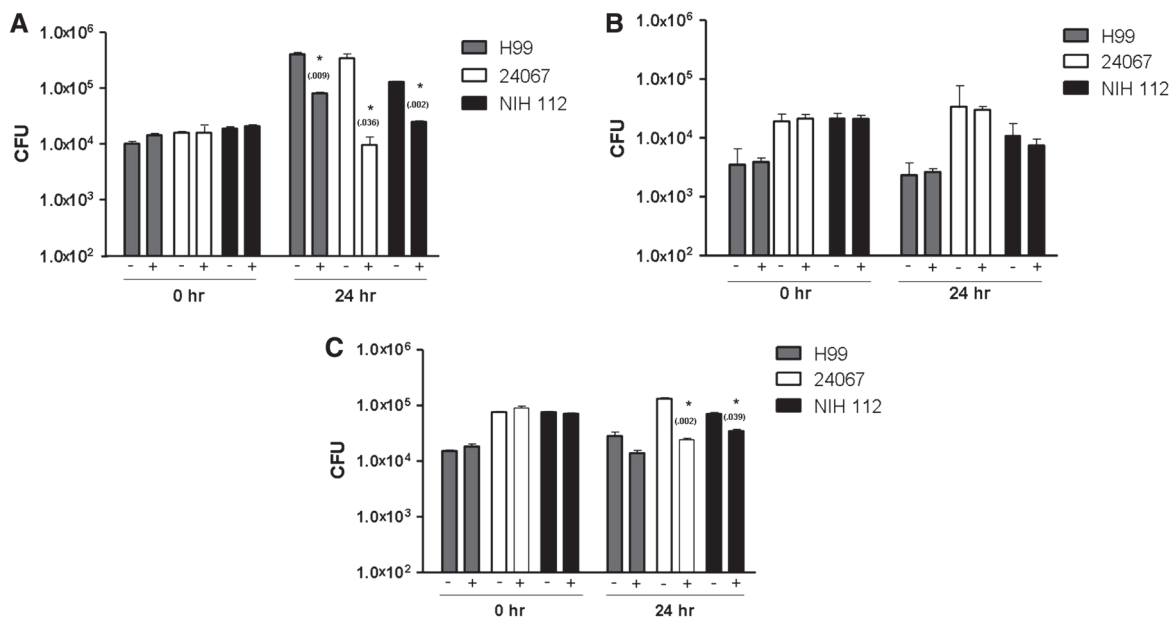 A
1.0x10⁶
1.0x10⁵
1.0x10⁴
1.0x10³
1.0x10²
CFU
* * *
(.009) (.036) (.002)
H99
24067
NIH 112
- + - + - + - + - + - +
0 hr 24 hr
B
1.0x10⁶
1.0x10⁵
1.0x10⁴
1.0x10³
1.0x10²
CFU
H99
24067
NIH 112
- + - + - + - + - + - +
0 hr 24 hr
C
1.0x10⁶
1.0x10⁵
1.0x10⁴
1.0x10³
1.0x10²
CFU
* *
(.002) (.039)
H99
24067
NIH 112
- + - + - + - + - + - +
0 hr 24 hr